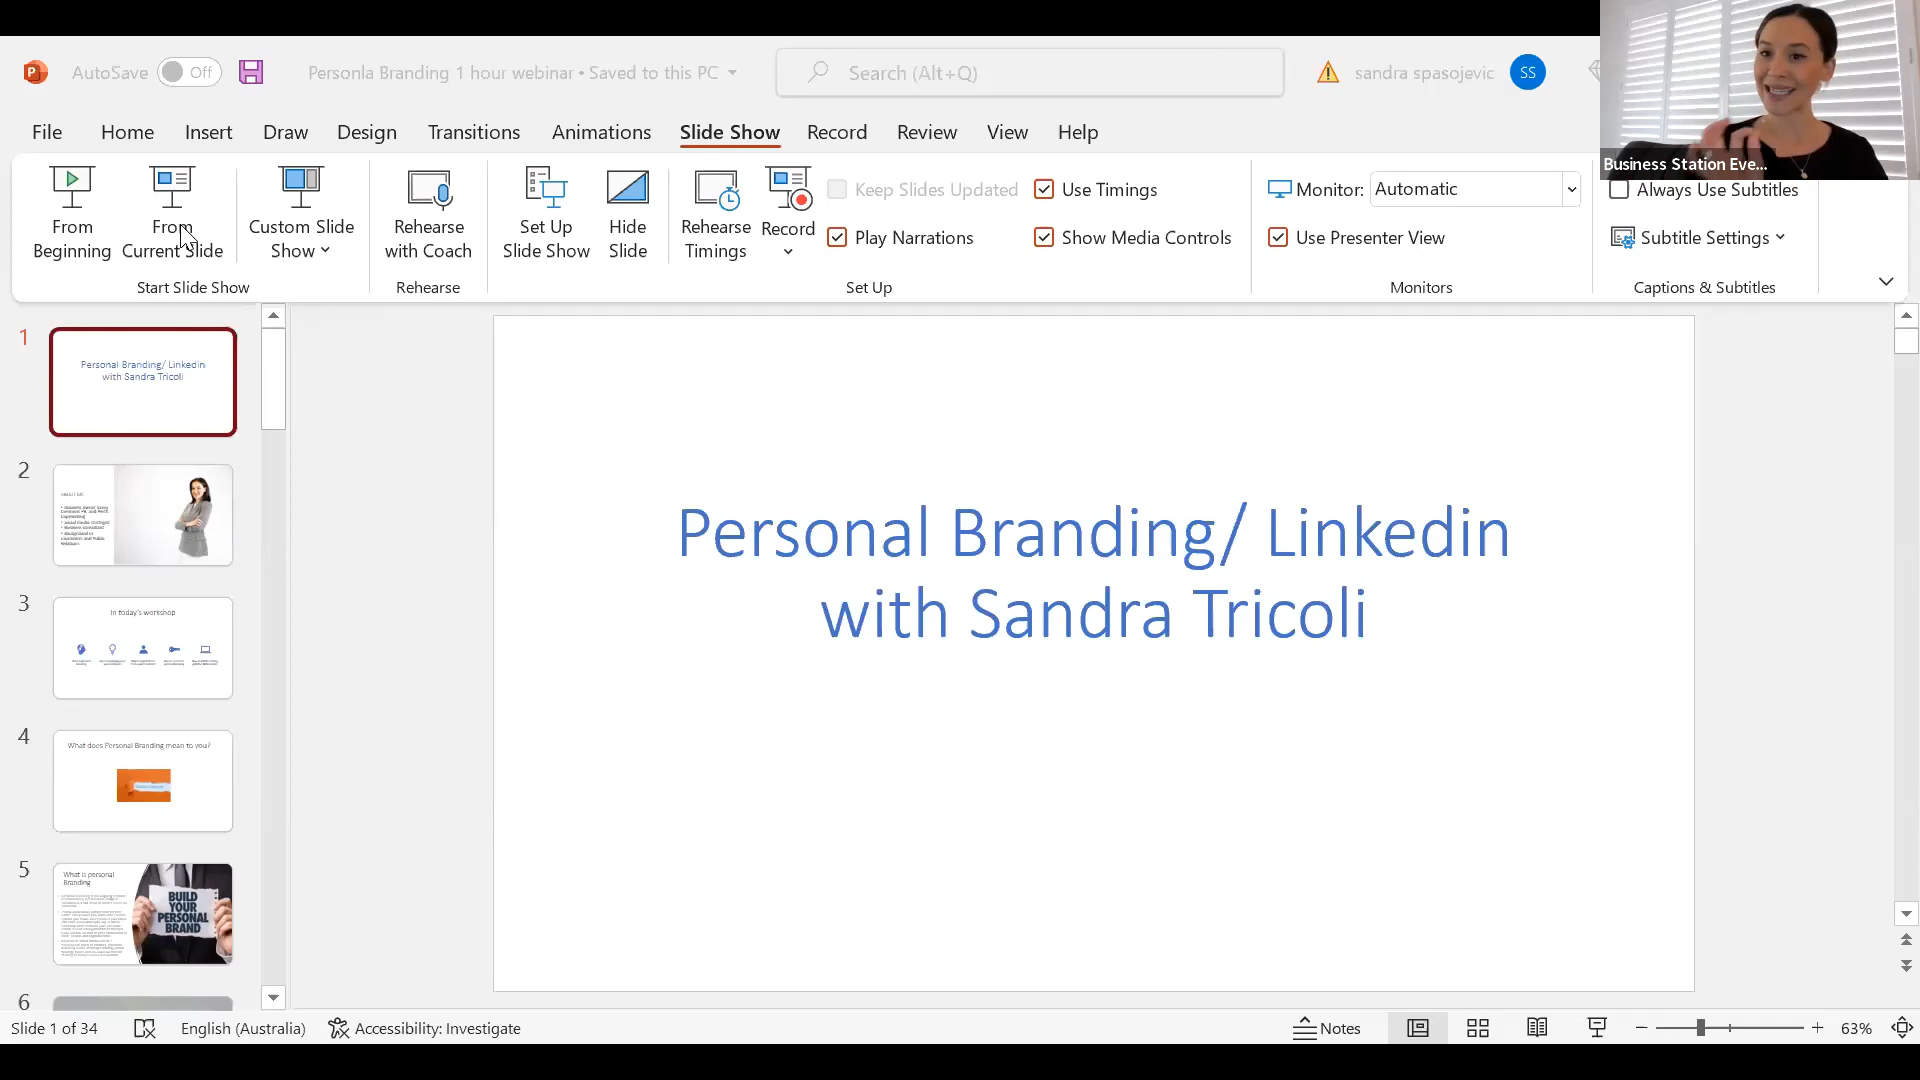 AutoSave
Off
Personla Branding 1 hour webinar • Saved to this PC
Search (Alt+Q)
sandra spasojevic
SS
Business Station Eve...
File
Home
Insert
Draw
Design
Transitions
Animations
Slide Show
Record
Review
View
Help
From
Beginning
From
Current Slide
Custom Slide
Show
Rehearse
with Coach
Set Up
Slide Show
Hide
Slide
Rehearse
Timings
Record
Keep Slides Updated
Use Timings
Play Narrations
Show Media Controls
Monitor:
Automatic
Use Presenter View
Always Use Subtitles
Subtitle Settings
Start Slide Show
Rehearse
Set Up
Monitors
Captions & Subtitles
1
Personal Branding/ Linkedin
with Sandra Tricoli
2
3
In today's workshop
4
What does Personal Branding mean to you?
5
What is personal
Branding
BUILD
YOUR
PERSONAL
BRAND
6
Personal Branding/ Linkedin
with Sandra Tricoli
Slide 1 of 34
English (Australia)
Accessibility: Investigate
Notes
63%